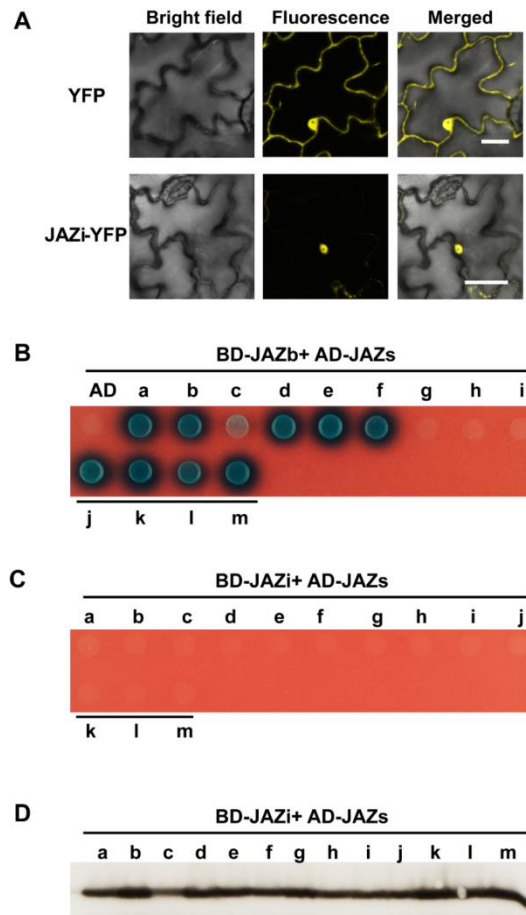 A
Bright field Fluorescence Merged
YFP
JAZi-YFP
B
BD-JAZb+ AD-JAZs
AD a b c d e f g h i
j k l m
C
BD-JAZi+ AD-JAZs
a b c d e f g h i j
k l m
D
BD-JAZi+ AD-JAZs
a b c d e f g h i j k l m